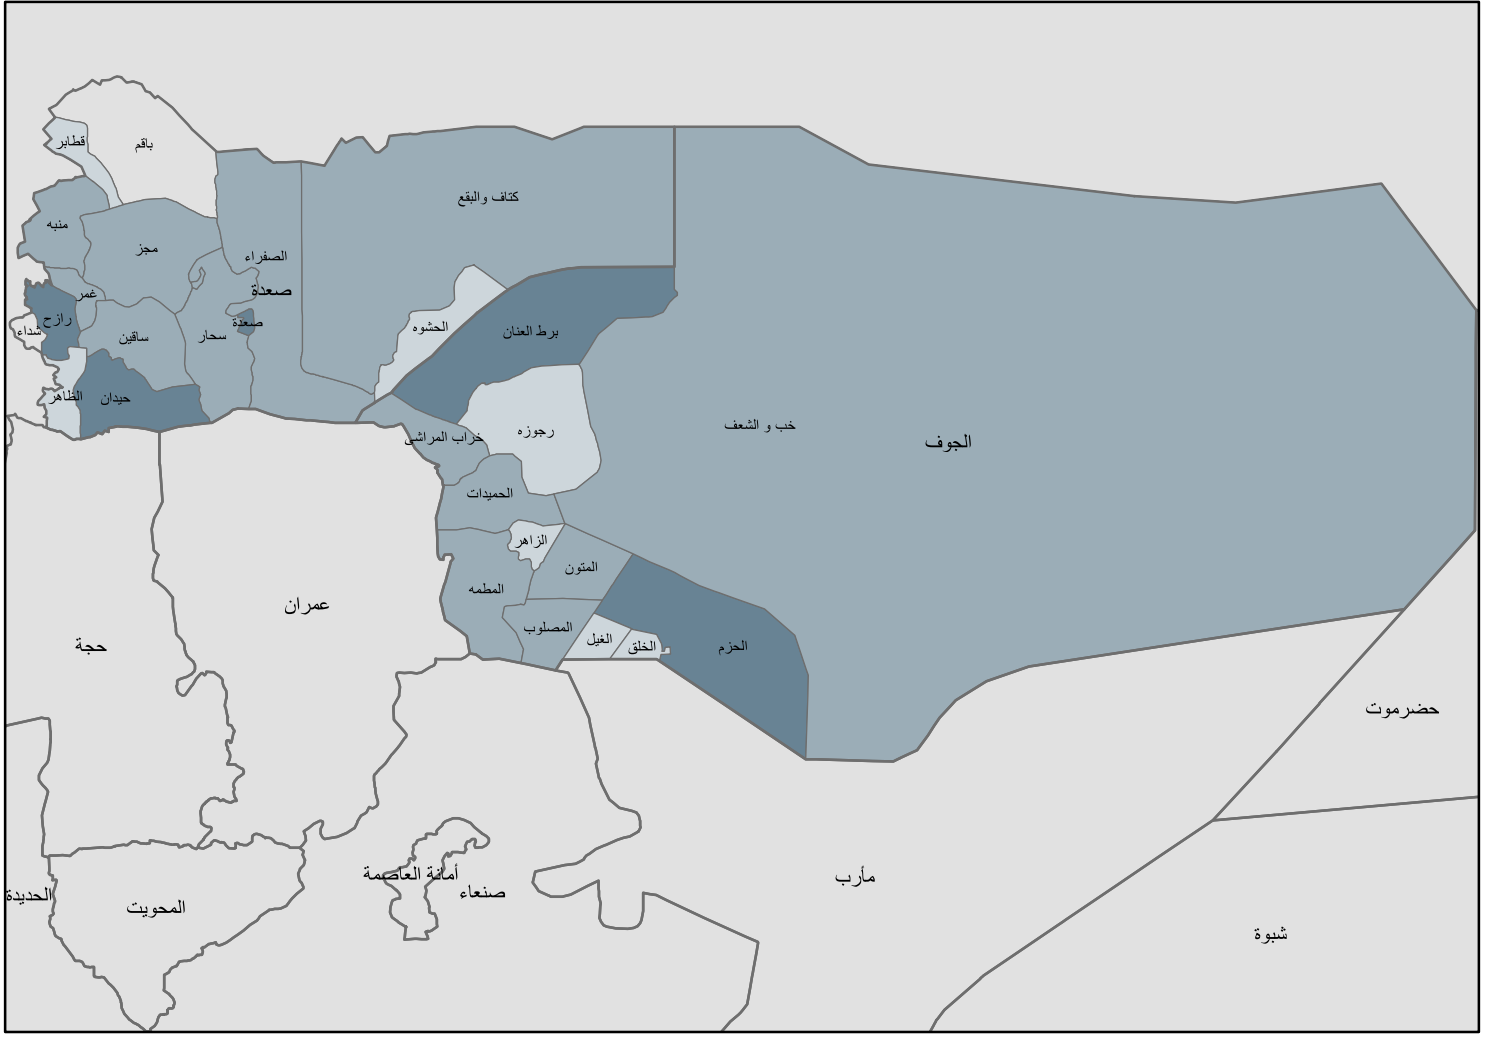 باقم
قطابر
كتاف والبقع
منبه
مجز
الصفراء
صعدة
غمر
رازح
صعدة
شداء
ساقين
سحار
الحشوه
برط العنان
الظاهر
حيدان
خب و الشعف
الجوف
رجوزه
خراب المراشى
الحميدات
الزاهر
المتون
المطمه
المصلوب
الغيل
الخلق
الحزم
عمران
حجة
حضرموت
أمانة العاصمة
صنعاء
مأرب
الحديدة
المحويت
شبوة